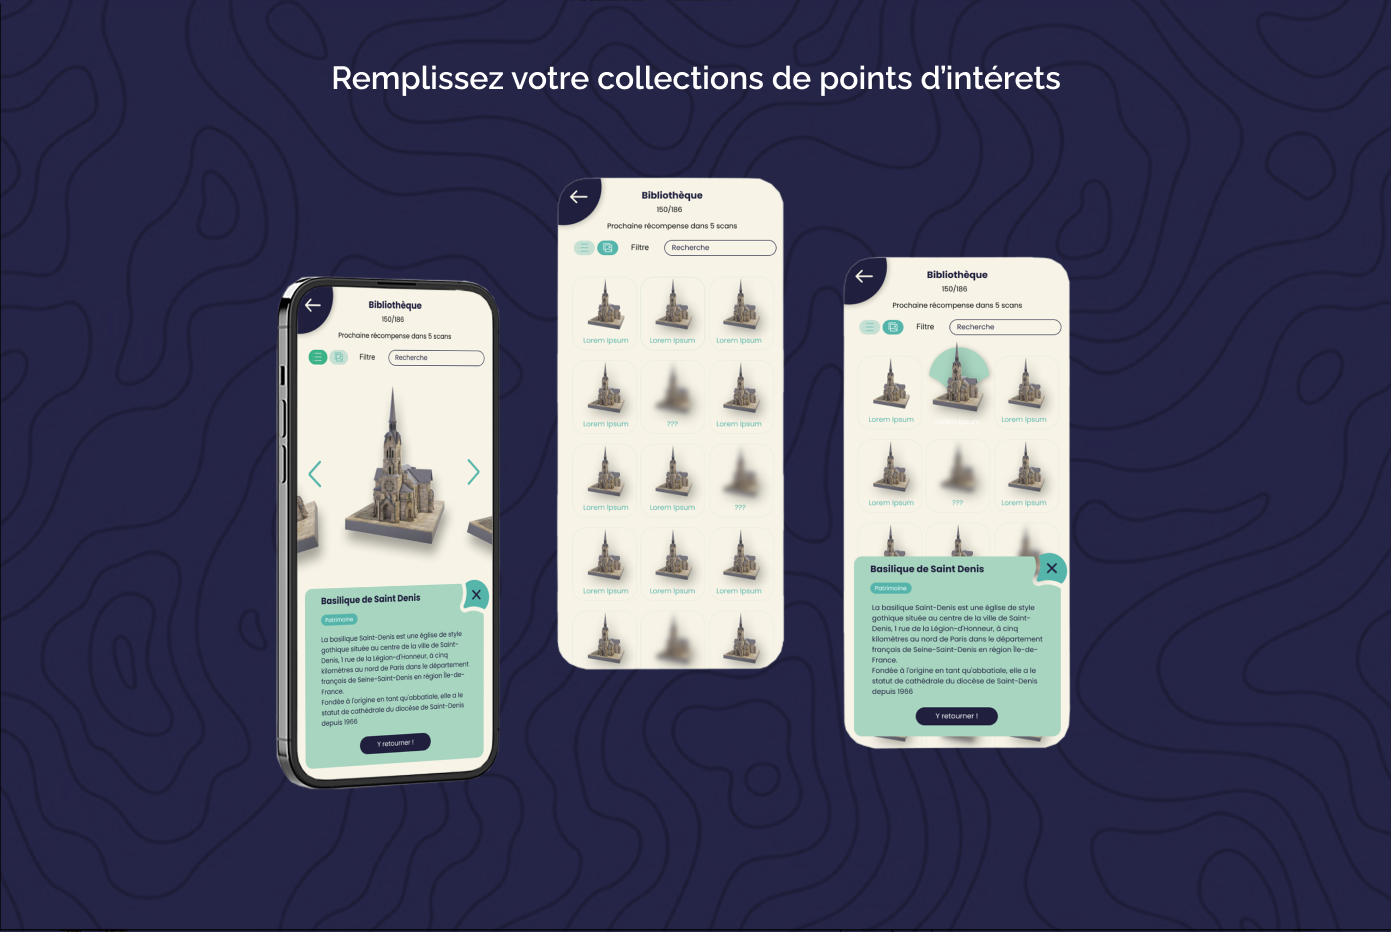 Remplissez votre collections de points d'intérets
Bibliothèque
150/186
Prochaine récompense dans 5 scans
Filtre
Recherche
Basilique de Saint Denis
Patrimoine
La basilique Saint-Denis est une église de style
gothique située au centre de la ville de Saint-
Denis, 1 rue de la Légion-d'Honneur, à cinq
kilomètres au nord de Paris dans le département
français de Seine-Saint-Denis en région Île-de-
France.
Fondée à l'origine en tant qu'abbatiale, elle a le
statut de cathédrale du diocèse de Saint-Denis
depuis 1966
Y retourner !
Bibliothèque
150/186
Prochaine récompense dans 5 scans
Filtre
Recherche
Lorem Ipsum Lorem Ipsum Lorem Ipsum
Lorem Ipsum ??? Lorem Ipsum
Lorem Ipsum Lorem Ipsum ???
Lorem Ipsum Lorem Ipsum Lorem Ipsum
Bibliothèque
150/186
Prochaine récompense dans 5 scans
Filtre
Recherche
Lorem Ipsum Lorem Ipsum
Lorem Ipsum ??? Lorem Ipsum
Basilique de Saint Denis
Patrimoine
La basilique Saint-Denis est une église de style
gothique située au centre de la ville de Saint-
Denis, 1 rue de la Légion-d'Honneur, à cinq
kilomètres au nord de Paris dans le département
français de Seine-Saint-Denis en région Île-de-
France.
Fondée à l'origine en tant qu'abbatiale, elle a le
statut de cathédrale du diocèse de Saint-Denis
depuis 1966
Y retourner !